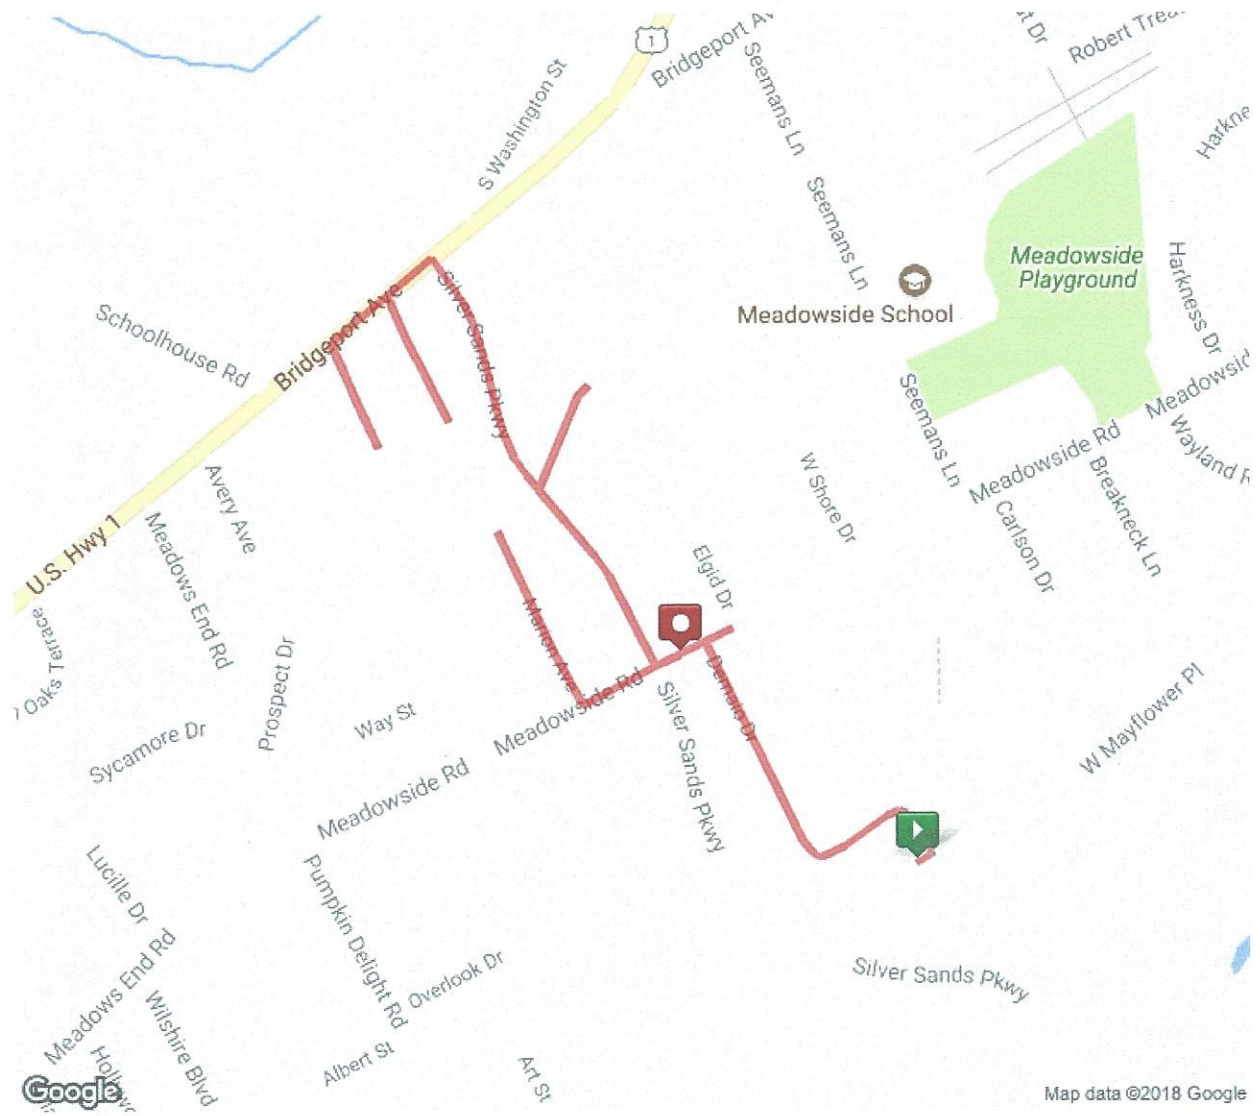 1
Bridgeport
Seemans Ln
Robert
S Washington St
Seemans Ln
Meadowside
Playground
Harkness Dr
Meadowside School
Silver Sands Pkwy
Bridgeport Ave
Schoolhouse Rd
Seemans Ln
Meadowside Rd
Wayland
W Shore Dr
Carlson Dr
Breakneck Ln
Avery Ave
U.S. Hwy 1
Meadows End Rd
Elgid Dr
Marion Ave
Oaks Terrace
Prospect Dr
Way St
Meadowside Rd
Demaio Dr
Silver Sands Pkwy
W Mayflower Pl
Sycamore Dr
Meadowside Rd
Lucille Dr
Pumpkin Delight Rd
Meadows End Rd
Overlook Dr
Silver Sands Pkwy
Wilshire Blvd
Albert St
Art St
Google
Map data ©2018 Google